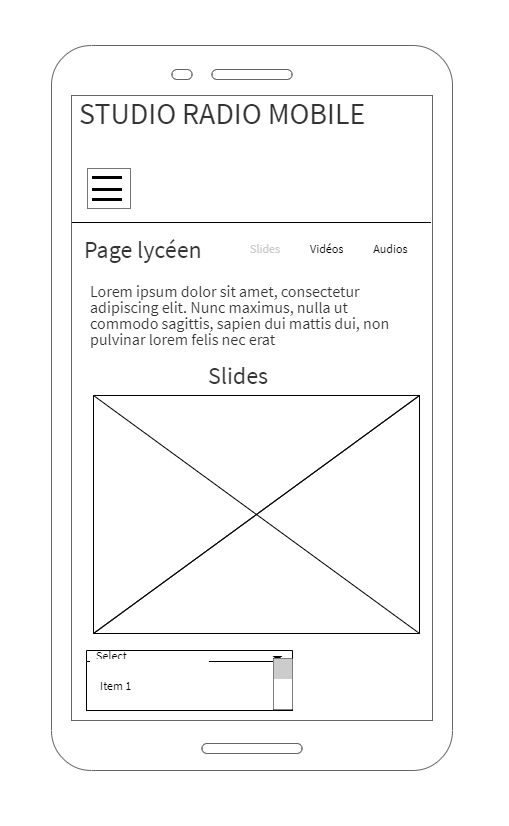 STUDIO RADIO MOBILE
Page lycéen
Slides Vidéos Audios
Lorem ipsum dolor sit amet, consectetur
adipiscing elit. Nunc maximus, nulla ut
commodo sagittis, sapien dui mattis dui, non
pulvinar lorem felis nec erat
Slides
Select
Item 1